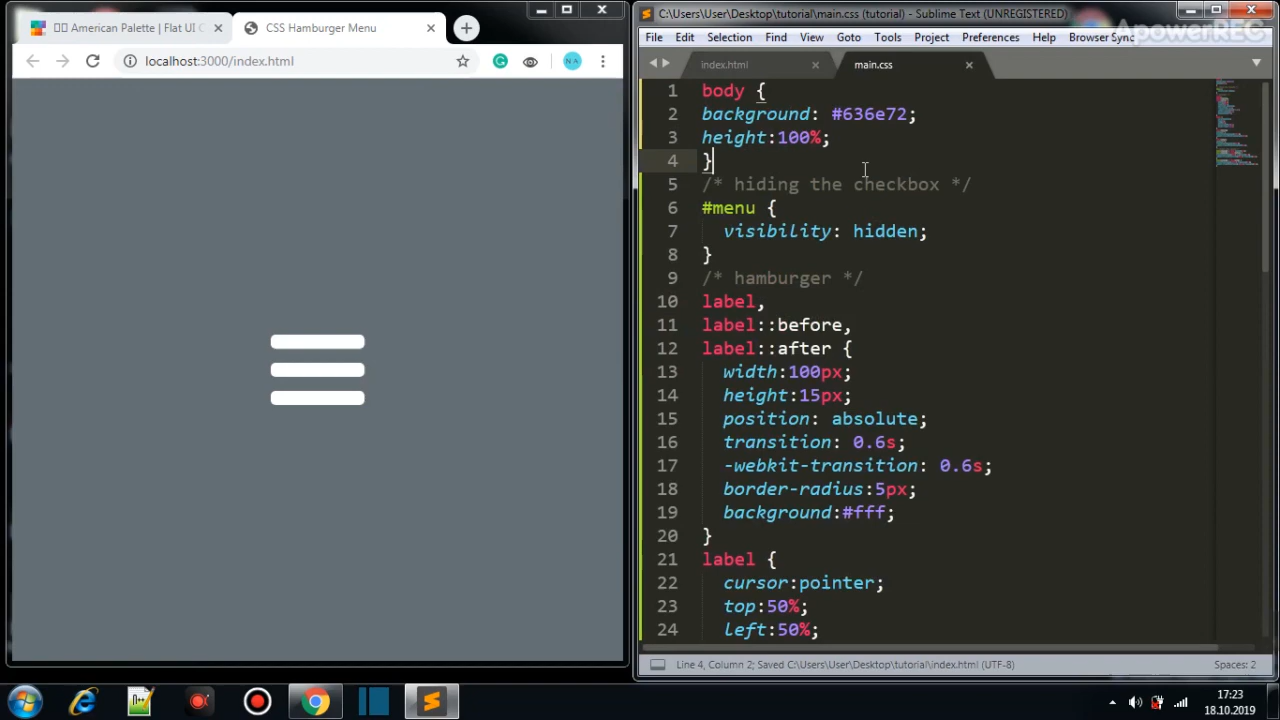 American Palette | Flat UI C
CSS Hamburger Menu
localhost:3000/index.html
NA
C:\Users\User\Desktop\tutorial\main.css (tutorial) - Sublime Text (UNREGISTERED)
ApowerREC
File Edit Selection Find View Goto Tools Project Preferences Help Browser Sync
index.html
main.css
1 body {
2 background: #636e72;
3 height:100%;
4 }
5 /* hiding the checkbox */
6 #menu {
7 visibility: hidden;
8 }
9 /* hamburger */
10 label,
11 label::before,
12 label::after {
13 width:100px;
14 height:15px;
15 position: absolute;
16 transition: 0.6s;
17 -webkit-transition: 0.6s;
18 border-radius:5px;
19 background:#fff;
20 }
21 label {
22 cursor:pointer;
23 top:50%;
24 left:50%;
Line 4, Column 2; Saved C:\Users\User\Desktop\tutorial\index.html (UTF-8)
Spaces: 2
17:23
18.10.2019